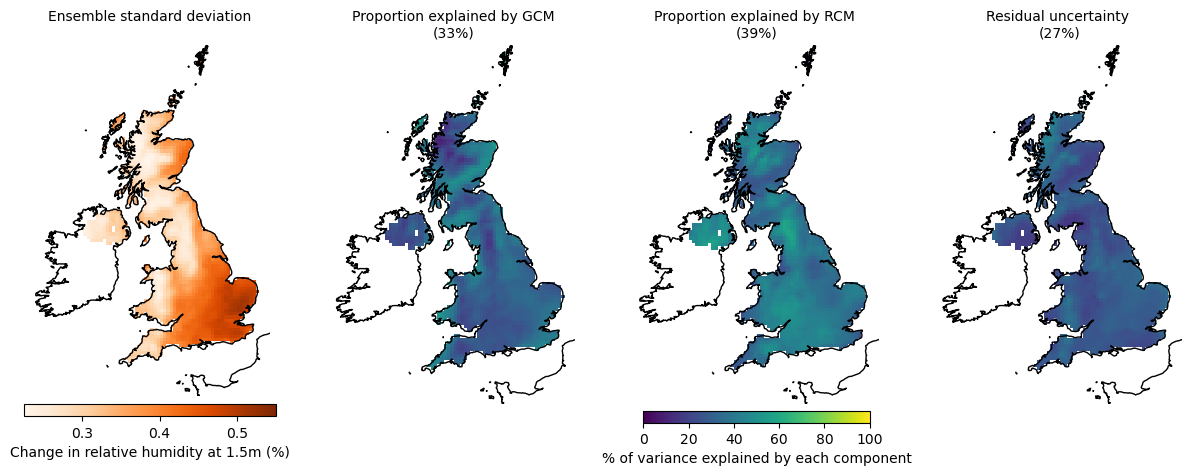 Ensemble standard deviation
Proportion explained by GCM
(33%)
Proportion explained by RCM
(39%)
Residual uncertainty
(27%)
0.3 0.4 0.5
Change in relative humidity at 1.5m (%)
0 20 40 60 80 100
% of variance explained by each component